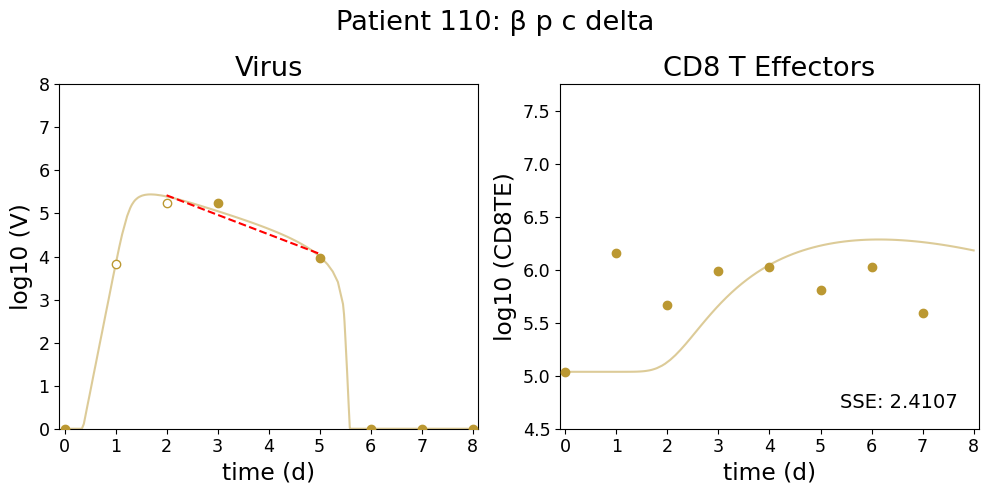 Patient 110: β p c delta
Virus
CD8 T Effectors
log10 (V)
8
7
6
5
4
3
2
1
0
0 1 2 3 4 5 6 7 8
time (d)
log10 (CD8TE)
7.5
7.0
6.5
6.0
5.5
5.0
4.5
SSE: 2.4107
0 1 2 3 4 5 6 7 8
time (d)